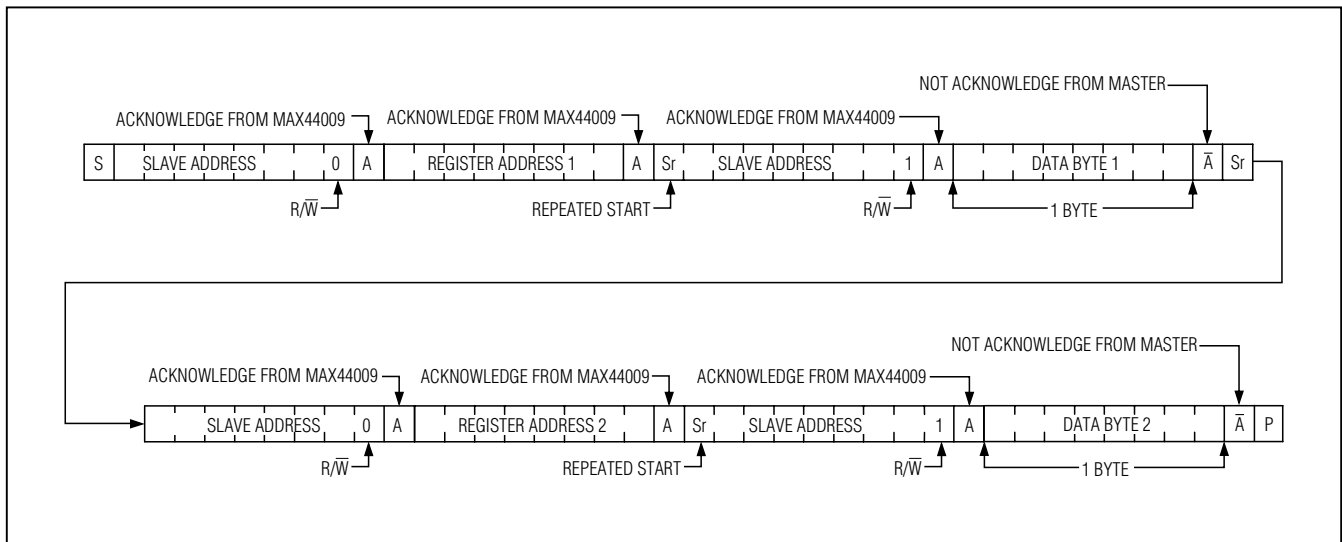 NOT ACKNOWLEDGE FROM MASTER
ACKNOWLEDGE FROM MAX44009 ACKNOWLEDGE FROM MAX44009 ACKNOWLEDGE FROM MAX44009
S SLAVE ADDRESS 0 A REGISTER ADDRESS 1 A Sr SLAVE ADDRESS 1 A DATA BYTE 1 A̅ Sr
R/W̅ REPEATED START R/W̅ 1 BYTE
NOT ACKNOWLEDGE FROM MASTER
ACKNOWLEDGE FROM MAX44009 ACKNOWLEDGE FROM MAX44009 ACKNOWLEDGE FROM MAX44009
SLAVE ADDRESS 0 A REGISTER ADDRESS 2 A Sr SLAVE ADDRESS 1 A DATA BYTE 2 A̅ P
R/W̅ REPEATED START R/W̅ 1 BYTE